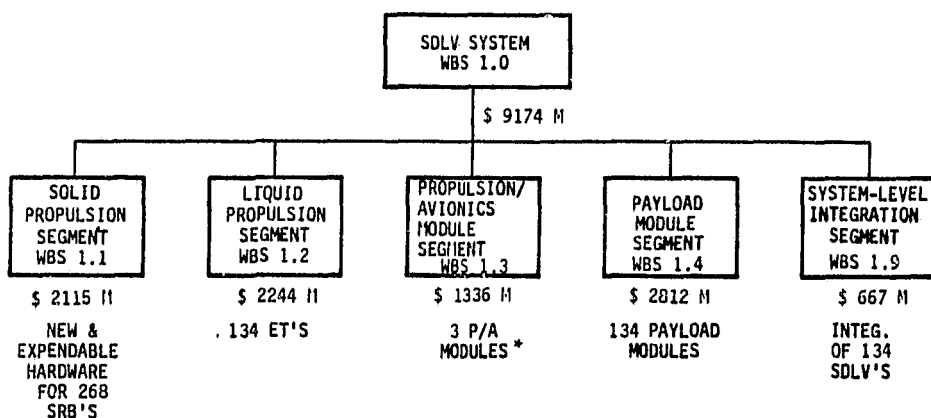 SDLV SYSTEM
WBS 1.0
$ 9174 M
SOLID
PROPULSION
SEGMENT
WBS 1.1
$ 2115 M
NEW &
EXPENDABLE
HARDWARE
FOR 268
SRB'S
LIQUID
PROPULSION
SEGMENT
WBS 1.2
$ 2244 M
. 134 ET'S
PROPULSION/
AVIONICS
MODULE
SEGMENT
WBS 1.3
$ 1336 M
3 P/A
MODULES *
PAYLOAD
MODULE
SEGMENT
WBS 1.4
$ 2812 M
134 PAYLOAD
MODULES
SYSTEM-LEVEL
INTEGRATION
SEGMENT
WBS 1.9
$ 667 M
INTEG.
OF 134
SDLV'S